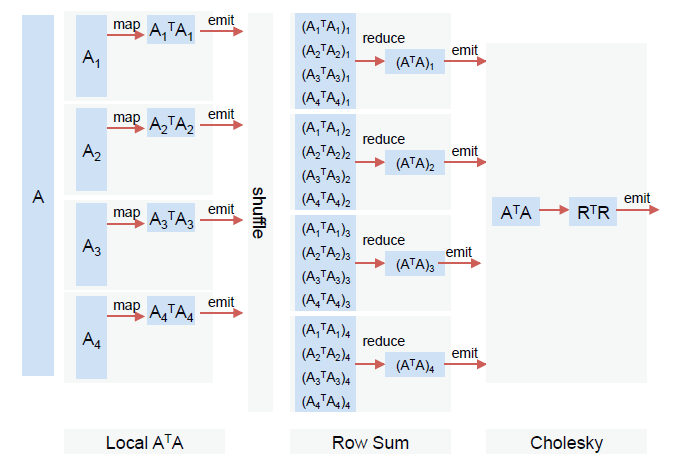 A
A₁
map
A₁ᵀA₁
emit
A₂
map
A₂ᵀA₂
emit
A₃
map
A₃ᵀA₃
emit
A₄
map
A₄ᵀA₄
emit
shuffle
(A₁ᵀA₁)₁
(A₂ᵀA₂)₁
(A₃ᵀA₃)₁
(A₄ᵀA₄)₁
reduce
(AᵀA)₁
emit
(A₁ᵀA₁)₂
(A₂ᵀA₂)₂
(A₃ᵀA₃)₂
(A₄ᵀA₄)₂
reduce
(AᵀA)₂
emit
(A₁ᵀA₁)₃
(A₂ᵀA₂)₃
(A₃ᵀA₃)₃
(A₄ᵀA₄)₃
reduce
(AᵀA)₃
emit
(A₁ᵀA₁)₄
(A₂ᵀA₂)₄
(A₃ᵀA₃)₄
(A₄ᵀA₄)₄
reduce
(AᵀA)₄
emit
AᵀA
RᵀR
emit
Local AᵀA
Row Sum
Cholesky